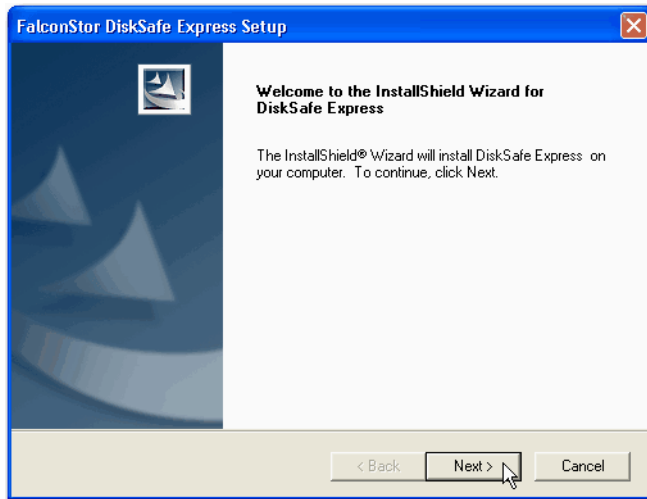 FalconStor DiskSafe Express Setup
Welcome to the InstallShield Wizard for
DiskSafe Express
The InstallShield® Wizard will install DiskSafe Express on
your computer. To continue, click Next.
< Back
Next >
Cancel